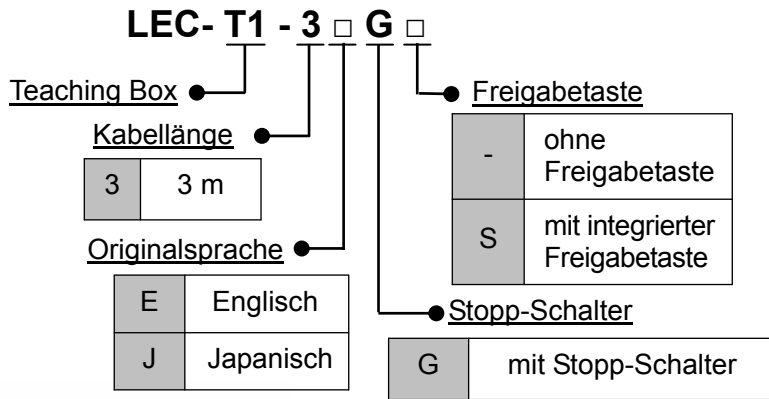 LEC- T1 - 3 □ G □
Teaching Box
Kabellänge
3 3 m
Originalsprache
E Englisch
J Japanisch
Freigabetaste
- ohne
Freigabetaste
S mit integrierter
Freigabetaste
Stopp-Schalter
G mit Stopp-Schalter